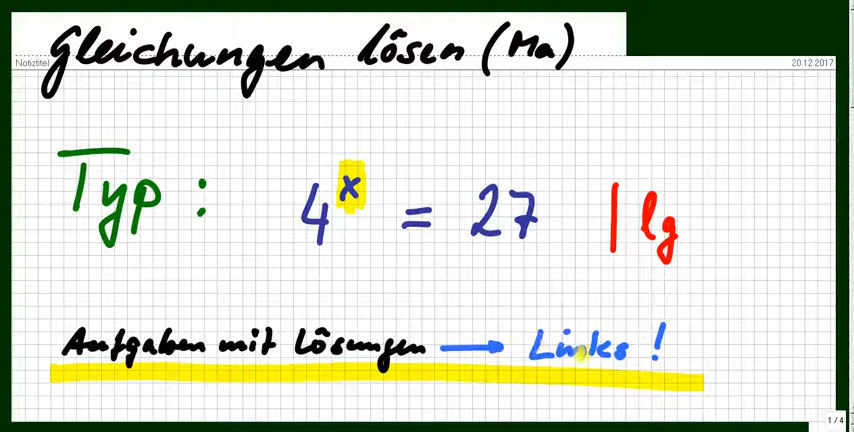 Gleichungen lösen (Ma)
Notiztitel 20.12.2017
Typ: 4^x = 27 | lg
Aufgaben mit Lösungen → Links!
1 / 4